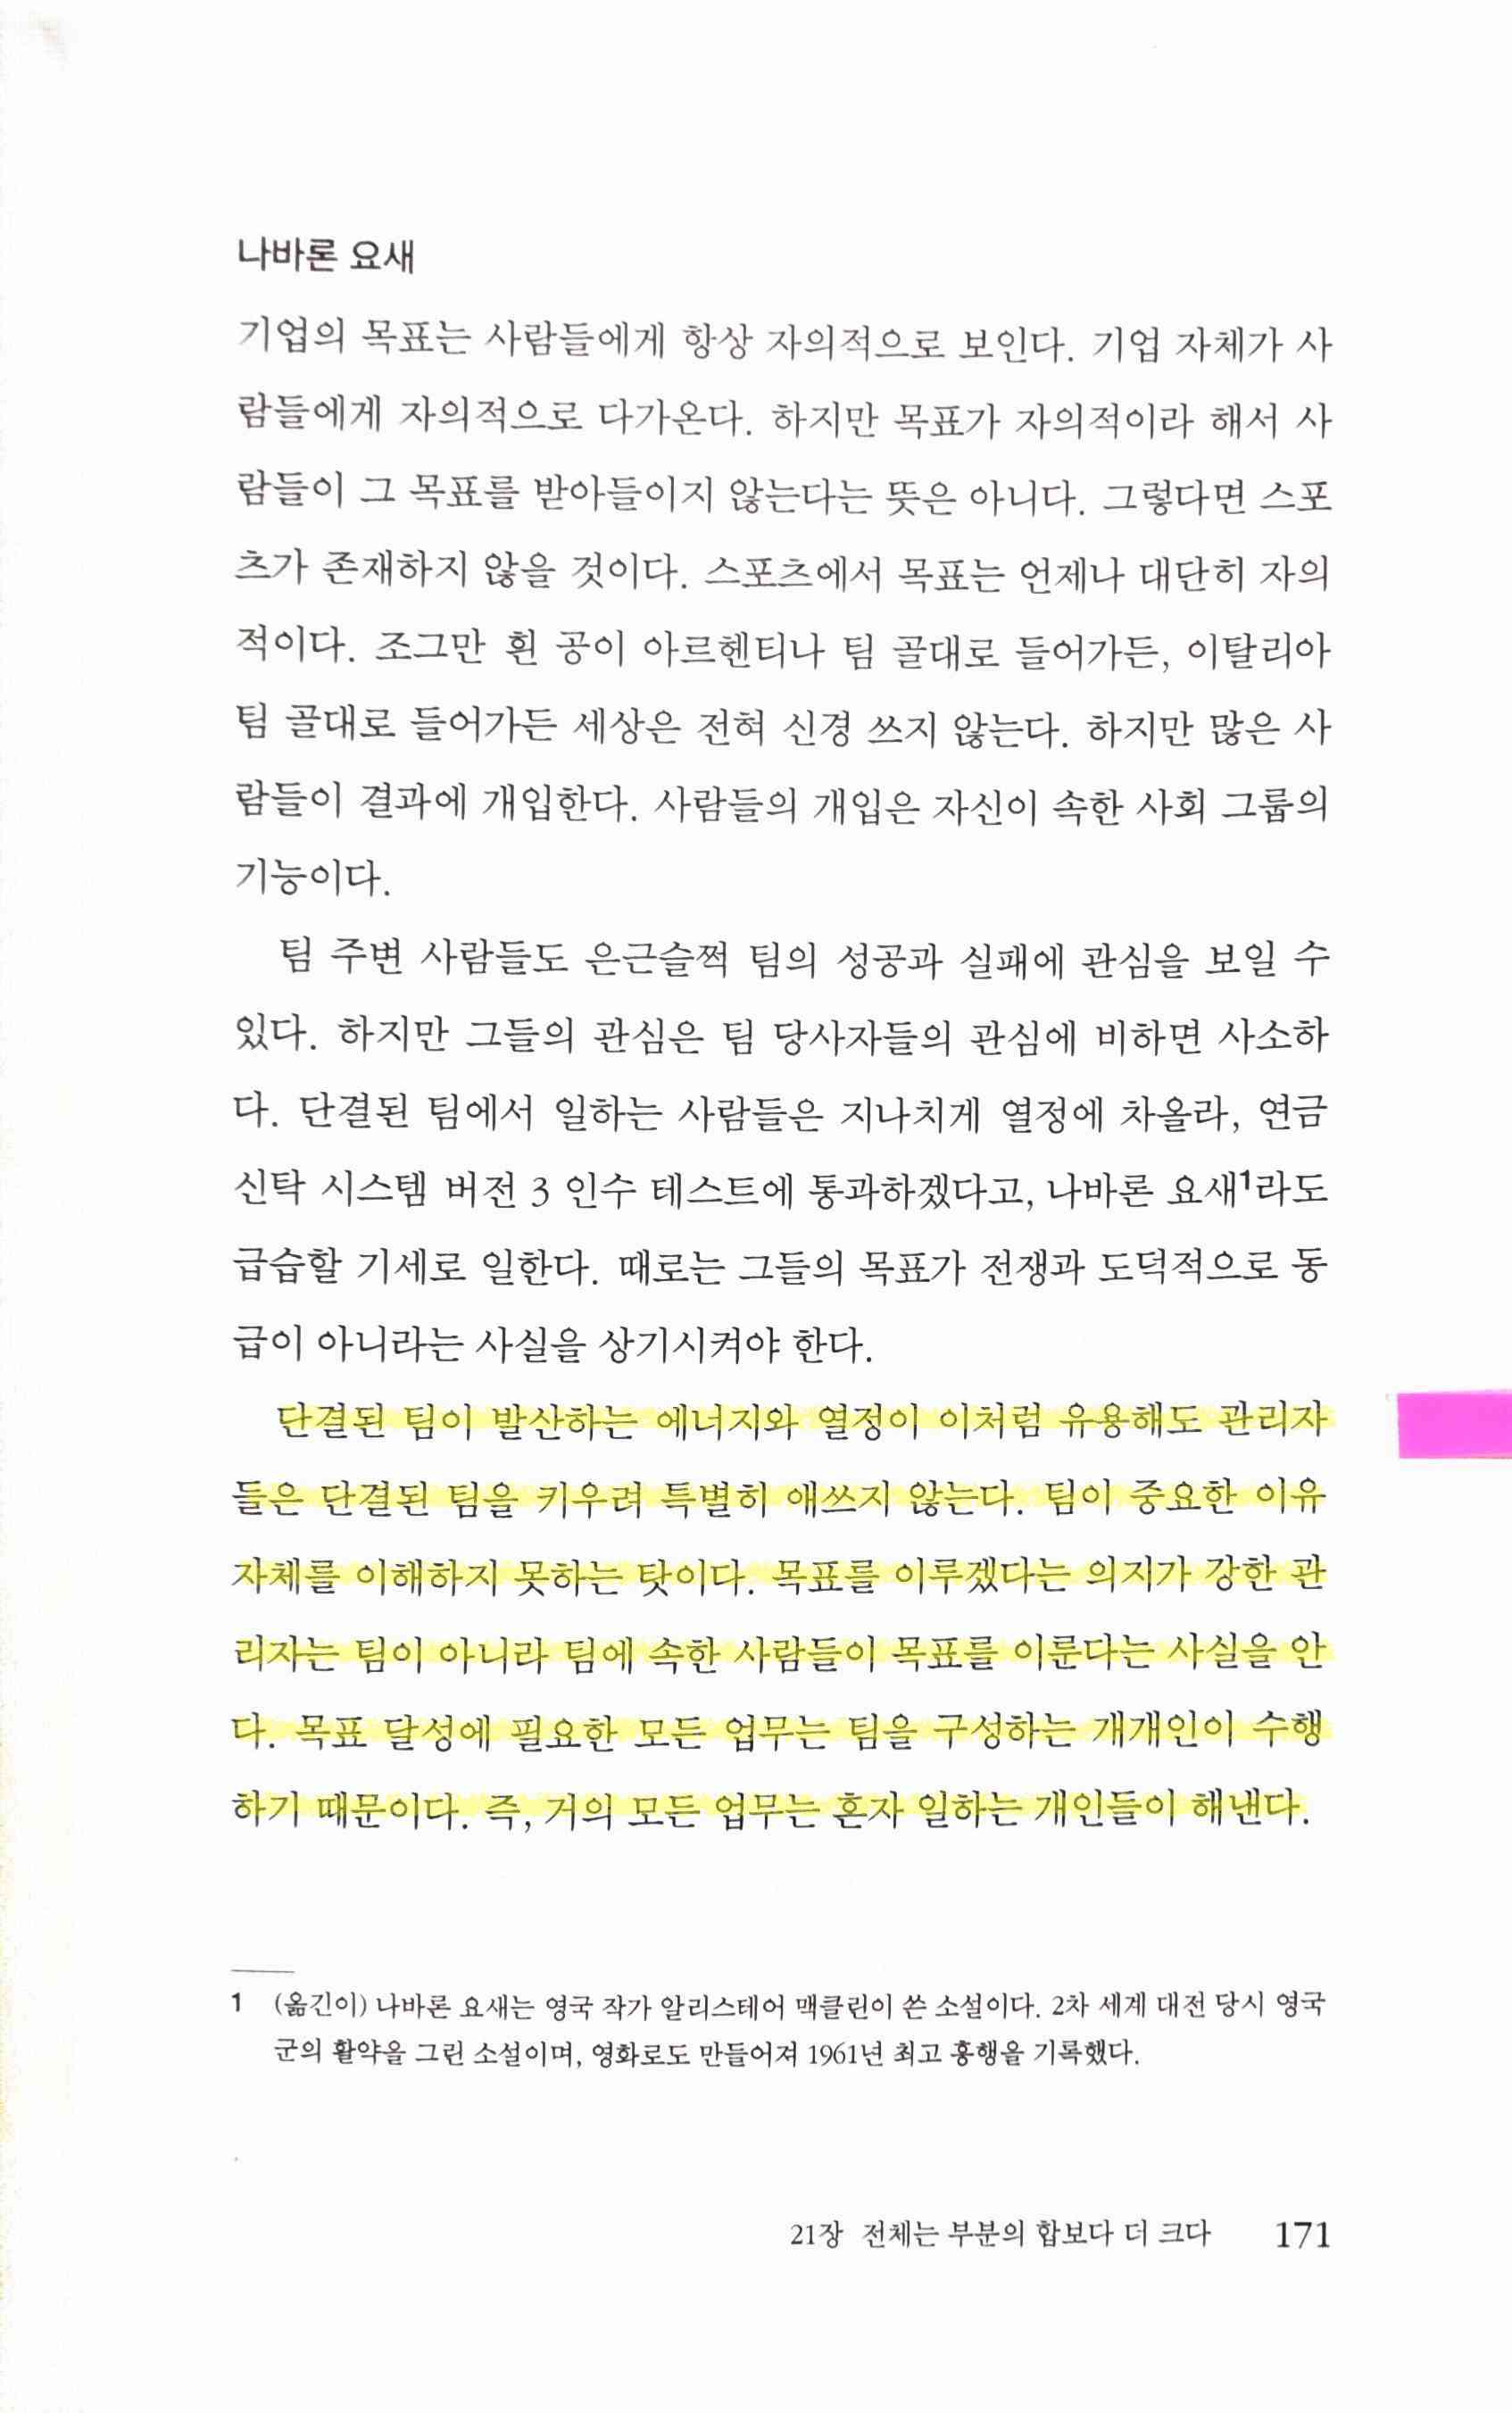 나바론 요새
기업의 목표는 사람들에게 항상 자의적으로 보인다. 기업 자체가 사
람들에게 자의적으로 다가온다. 하지만 목표가 자의적이라 해서 사
람들이 그 목표를 받아들이지 않는다는 뜻은 아니다. 그렇다면 스포
츠가 존재하지 않을 것이다. 스포츠에서 목표는 언제나 대단히 자의
적이다. 조그만 흰 공이 아르헨티나 팀 골대로 들어가든, 이탈리아
팀 골대로 들어가든 세상은 전혀 신경 쓰지 않는다. 하지만 많은 사
람들이 결과에 개입한다. 사람들의 개입은 자신이 속한 사회 그룹의
기능이다.
팀 주변 사람들도 은근슬쩍 팀의 성공과 실패에 관심을 보일 수
있다. 하지만 그들의 관심은 팀 당사자들의 관심에 비하면 사소하
다. 단결된 팀에서 일하는 사람들은 지나치게 열정에 차올라, 연금
신탁 시스템 버전 3 인수 테스트에 통과하겠다고, 나바론 요새1라도
급습할 기세로 일한다. 때로는 그들의 목표가 전쟁과 도덕적으로 동
급이 아니라는 사실을 상기시켜야 한다.
단결된 팀이 발산하는 에너지와 열정이 이처럼 유용해도 관리자
들은 단결된 팀을 키우려 특별히 애쓰지 않는다. 팀이 중요한 이유
자체를 이해하지 못하는 탓이다. 목표를 이루겠다는 의지가 강한 관
리자는 팀이 아니라 팀에 속한 사람들이 목표를 이룬다는 사실을 안
다. 목표 달성에 필요한 모든 업무는 팀을 구성하는 개개인이 수행
하기 때문이다. 즉, 거의 모든 업무는 혼자 일하는 개인들이 해낸다.
1 (옮긴이) 나바론 요새는 영국 작가 알리스테어 맥클린이 쓴 소설이다. 2차 세계 대전 당시 영국
군의 활약을 그린 소설이며, 영화로도 만들어져 1961년 최고 흥행을 기록했다.
21장 전체는 부분의 합보다 더 크다 171